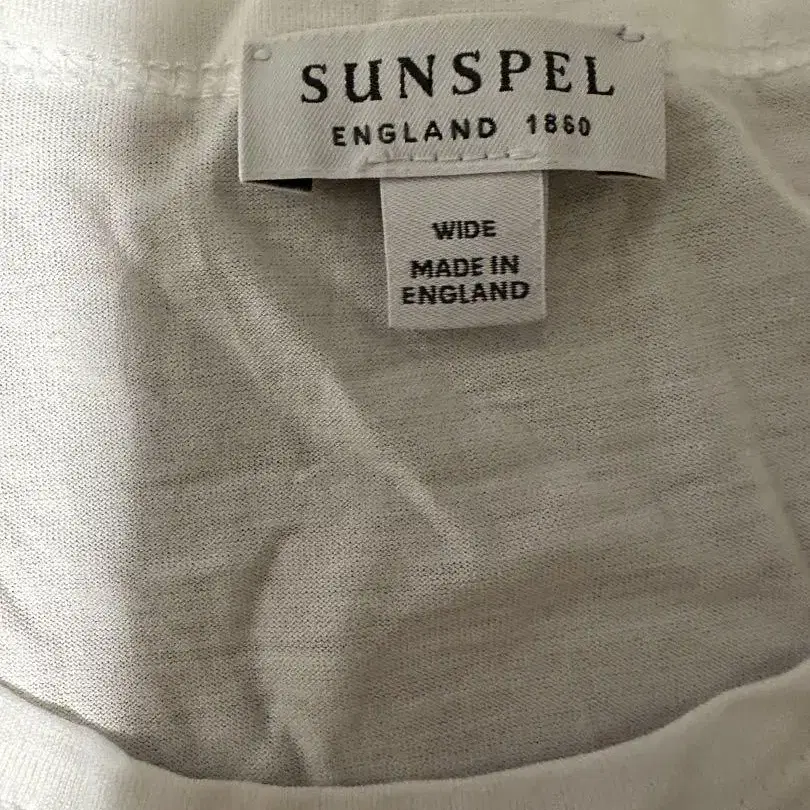 SUNSPEL
ENGLAND 1860
WIDE
MADE IN
ENGLAND